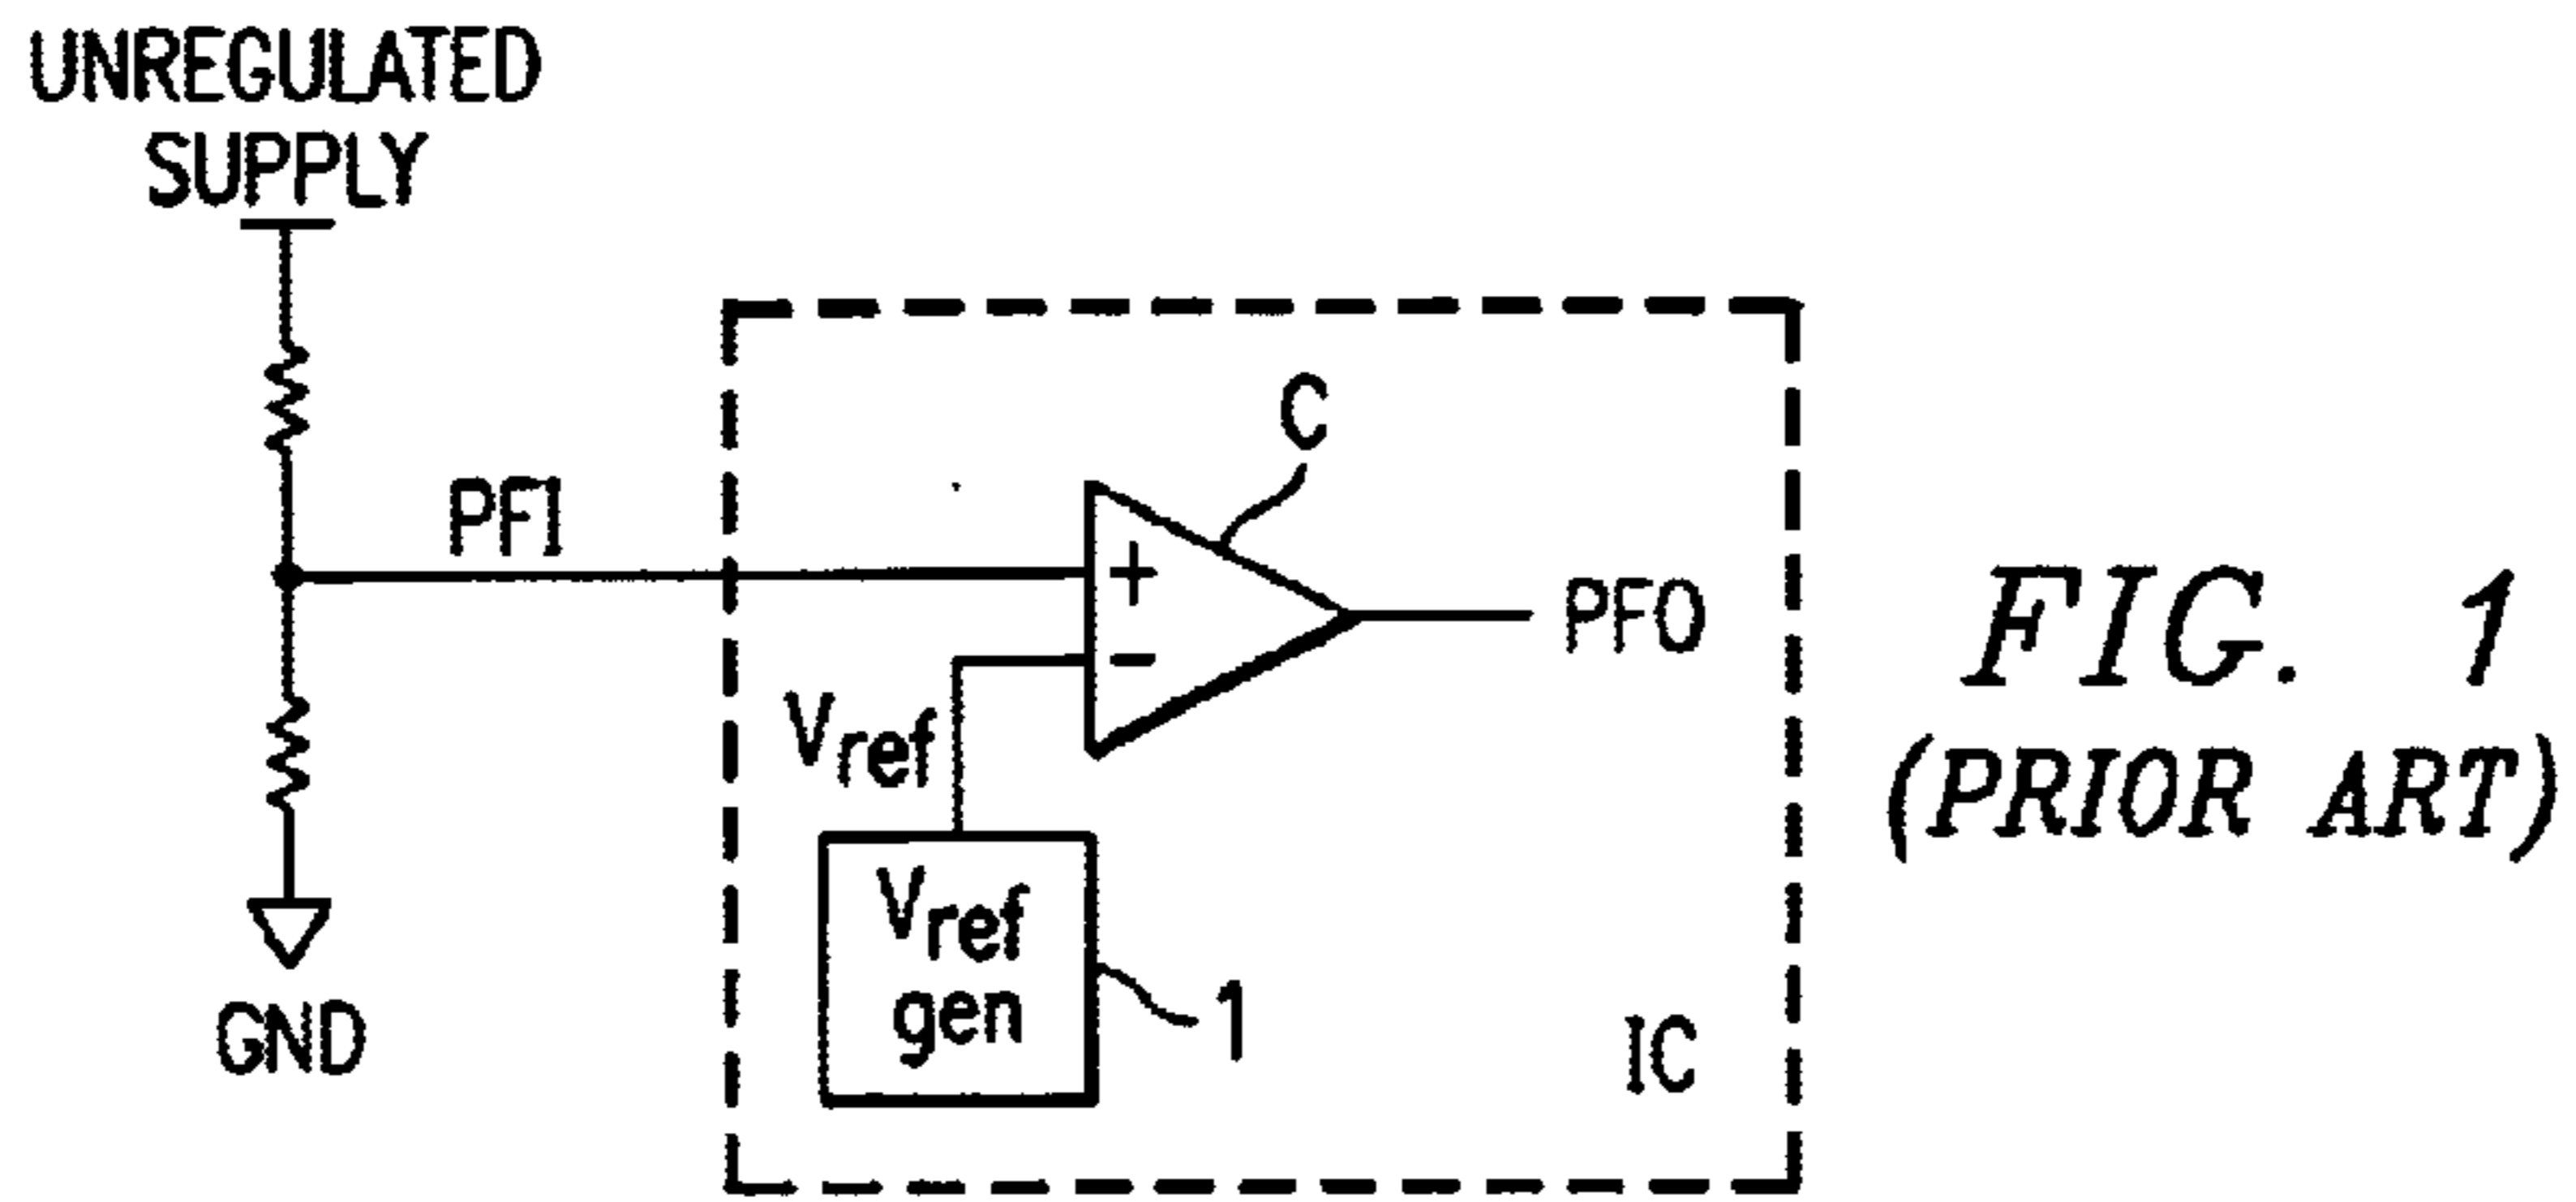 UNREGULATED
SUPPLY
PFI
C
+
−
PFO
Vref
Vref
gen
1
IC
GND
FIG. 1
(PRIOR ART)